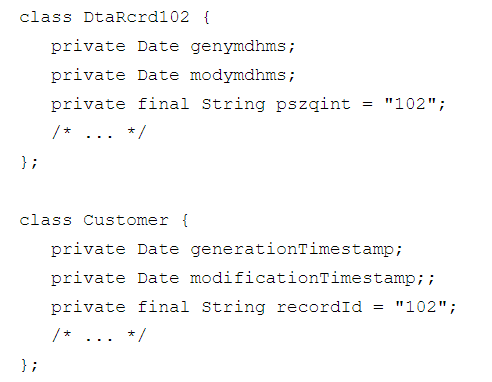 class DtaRcrd102 {
   private Date genymdhms;
   private Date modymdhms;
   private final String pszqint = "102";
   /* ... */
};

class Customer {
   private Date generationTimestamp;
   private Date modificationTimestamp;;
   private final String recordId = "102";
   /* ... */
};